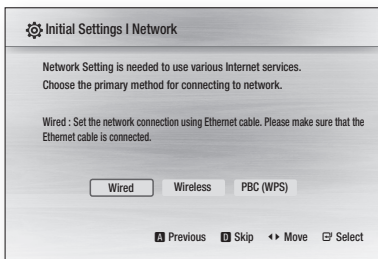 Initial Settings I Network
Network Setting is needed to use various Internet services.
Choose the primary method for connecting to network.
Wired : Set the network connection using Ethernet cable. Please make sure that the
Ethernet cable is connected.
Wired Wireless PBC (WPS)
A Previous D Skip Move Select